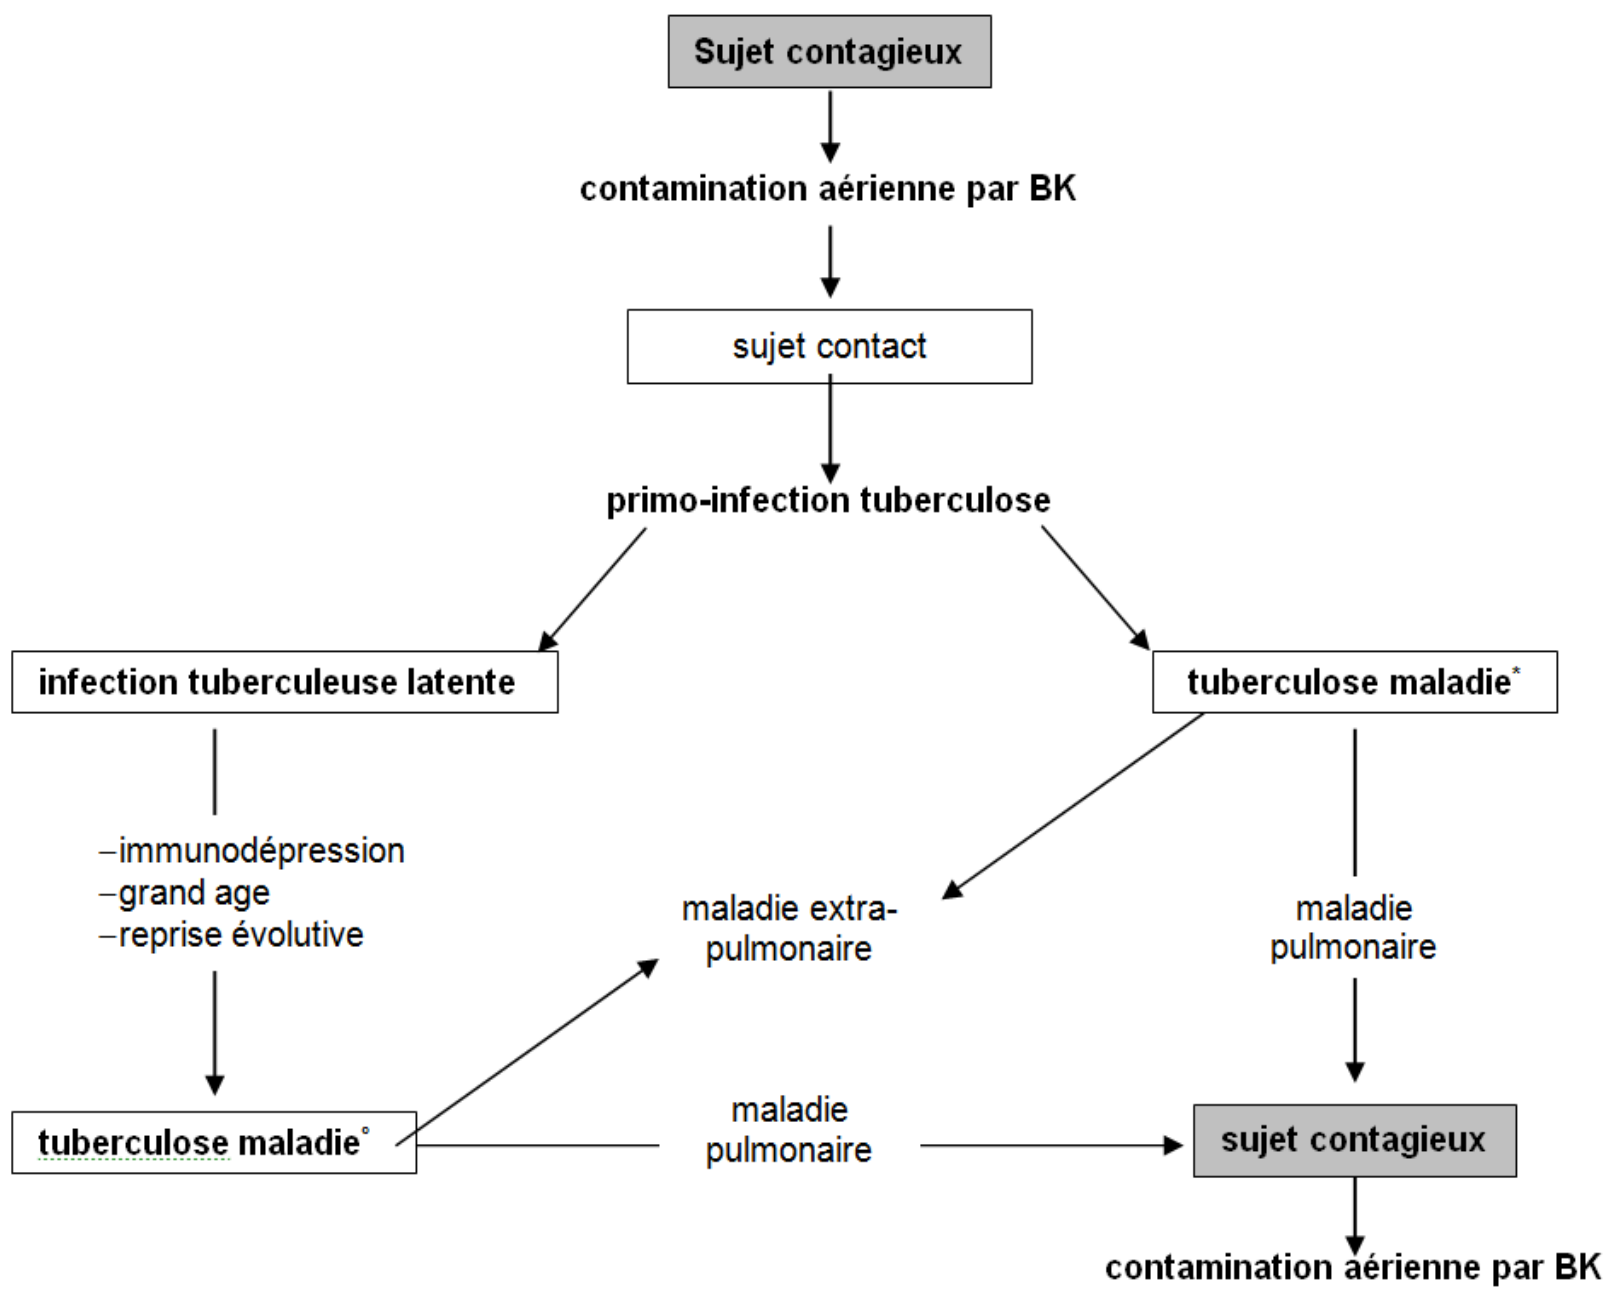 Sujet contagieux
contamination aérienne par BK
sujet contact
primo-infection tuberculose
infection tuberculeuse latente
tuberculose maladie*
–immunodépression
–grand age
–reprise évolutive
maladie extra-
pulmonaire
maladie
pulmonaire
tuberculose maladie°
maladie
pulmonaire
sujet contagieux
contamination aérienne par BK